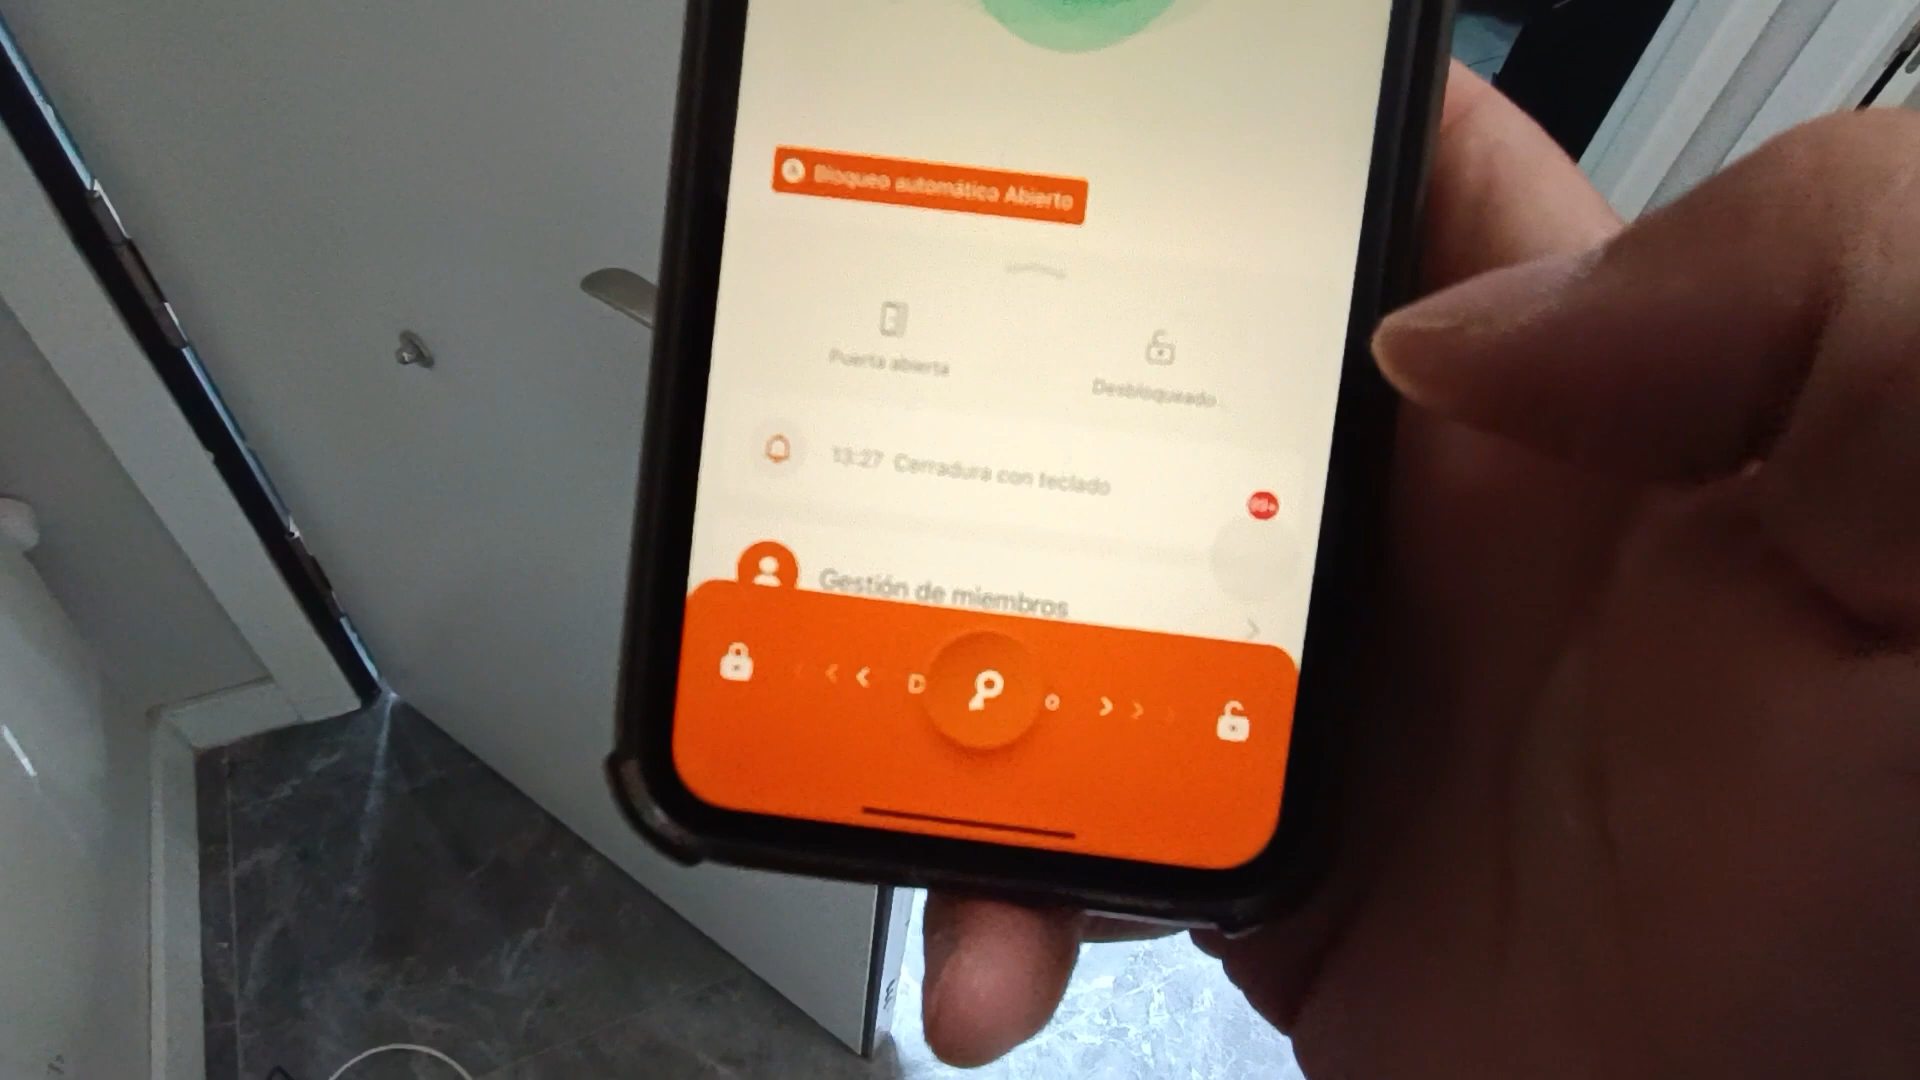 Bloqueo automático Abierto
Puerta abierta
Desbloqueado
13:27 Cerradura con teclado
99+
Gestión de miembros
D
o